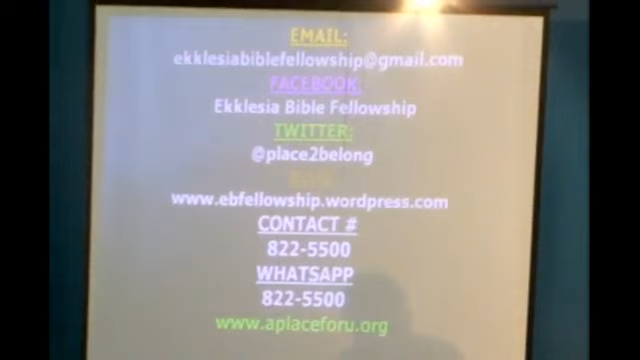 EMAIL:
ekklesiabiblefellowship@gmail.com
FACEBOOK:
Ekklesia Bible Fellowship
TWITTER:
@place2belong
www.ebfellowship.wordpress.com
CONTACT #
822-5500
WHATSAPP
822-5500
www.aplaceforu.org